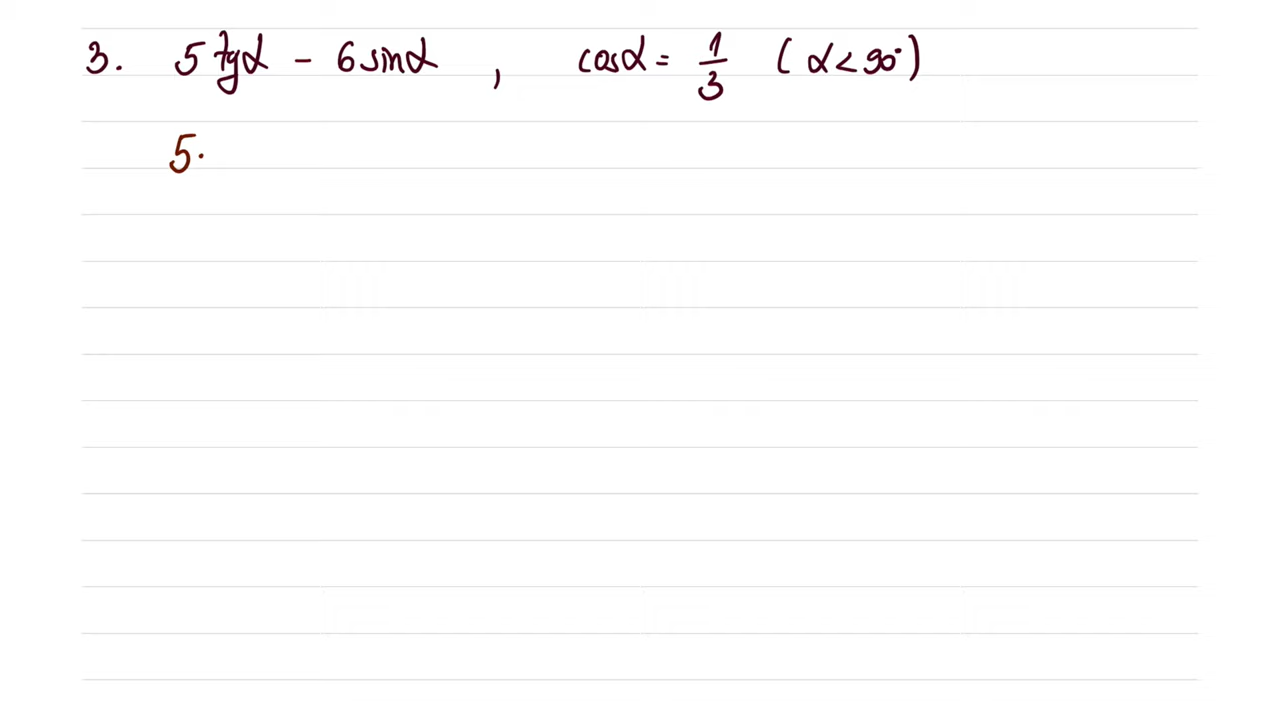 3. 5 tgα - 6 sinα , cosα = 1/3 (α < 90°)
5·